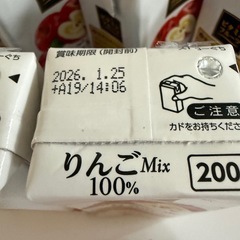 賞味期限(開封前)
2026. 1.25
+A19/14:06
ご注意
カドをお持ちくださ
りんごMix
100%
200